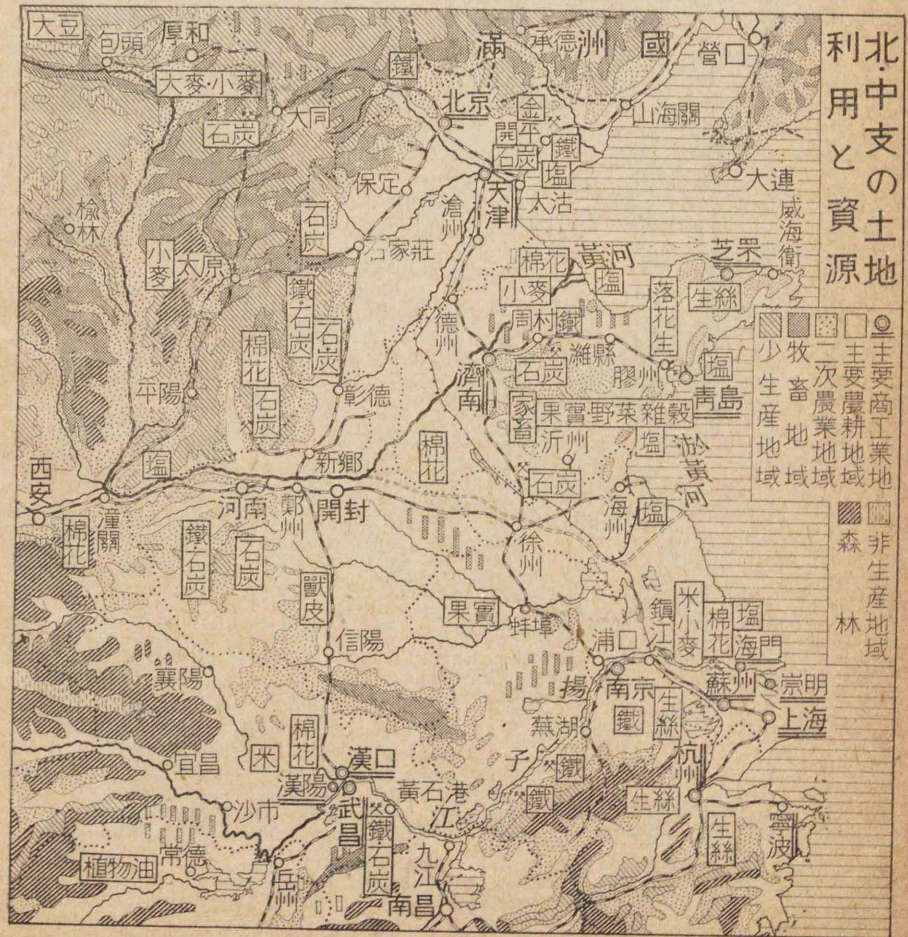 北・中支の土地
利用と資源
主要商工業地
主要農耕地域
二次農業地域
牧畜地域
少生産地域
非生産地域
森林
滿洲國
大豆
包頭
厚和
大麥・小麥
鐵
承德
營口
石炭
大同
北京
金
開平
石炭
鐵
塩
山海關
大連
保定
天津
太沽
滄州
威海衛
楡林
小麥
太原
石炭
石家莊
鐵・石炭
石炭
棉花
小麥
黃河
塩
芝罘
生絲
德州
周村
鐵
濰縣
落花生
膠州
塩
靑島
棉花
石炭
平陽
彰德
濟南
石炭
家畜
果實・野菜雜穀
沂州
塩
舊黃河
西安
塩
新鄉
棉花
石炭
棉花
潼關
河南
鄭州
開封
徐州
海州
塩
鐵・石炭
石炭
獸皮
果實
蚌埠
信陽
襄陽
浦口
鎭江
米
小麥
棉花
塩
海門
揚子江
南京
蘇州
崇明
上海
蕪湖
鐵
生絲
杭州
棉花
米
宜昌
漢口
漢陽
武昌
黃石港
鐵
鐵
生絲
沙市
鐵・石炭
九江
生絲
寧波
植物油
常德
岳州
南昌